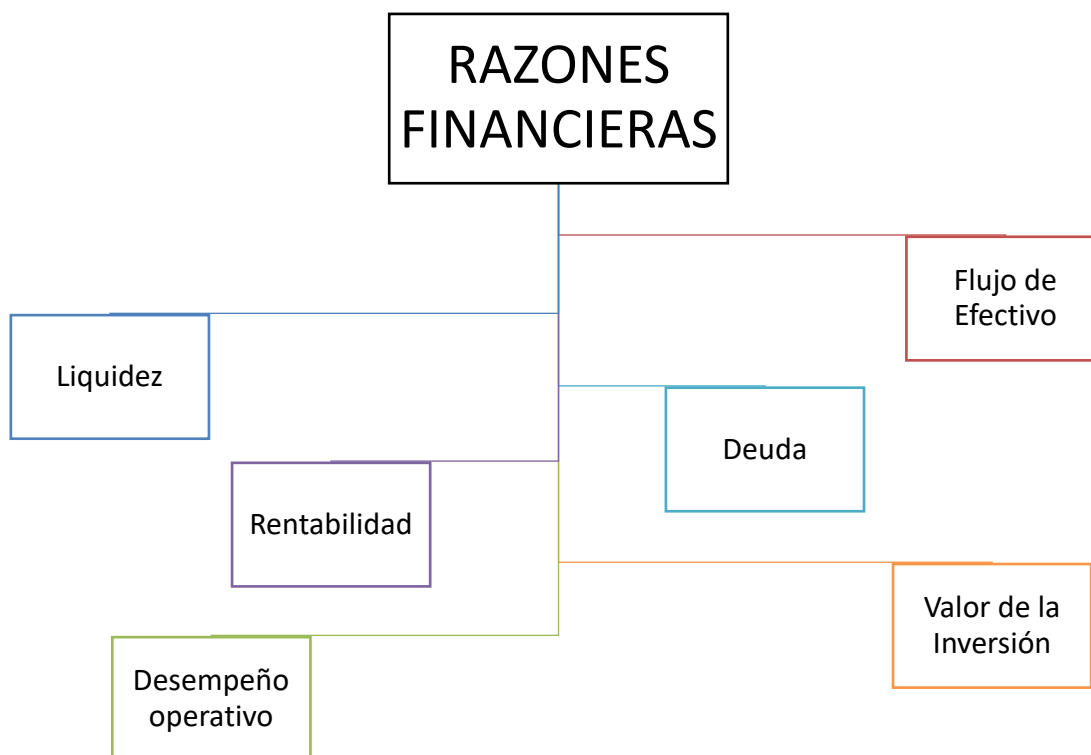 RAZONES
FINANCIERAS
Flujo de
Efectivo
Liquidez
Deuda
Rentabilidad
Valor de la
Inversión
Desempeño
operativo